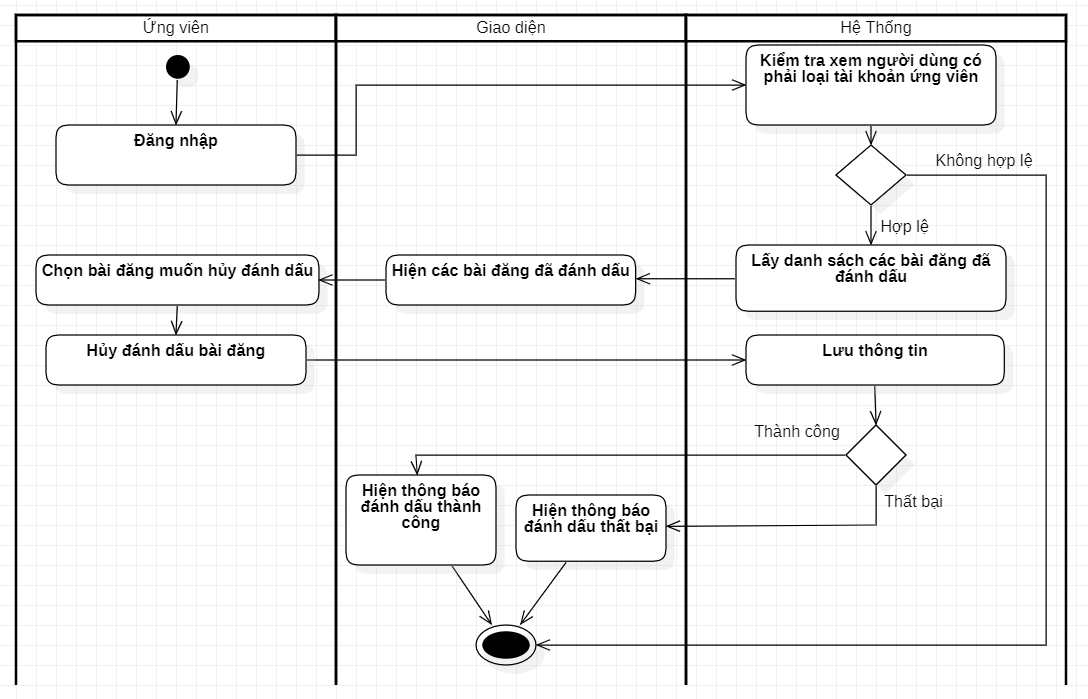 Ứng viên
Giao diện
Hệ Thống
Kiểm tra xem người dùng có
phải loại tài khoản ứng viên
Đăng nhập
Không hợp lệ
Hợp lệ
Chọn bài đăng muốn hủy đánh dấu
Hiện các bài đăng đã đánh dấu
Lấy danh sách các bài đăng đã
đánh dấu
Hủy đánh dấu bài đăng
Lưu thông tin
Thành công
Hiện thông báo
đánh dấu thành
công
Hiện thông báo
đánh dấu thất bại
Thất bại